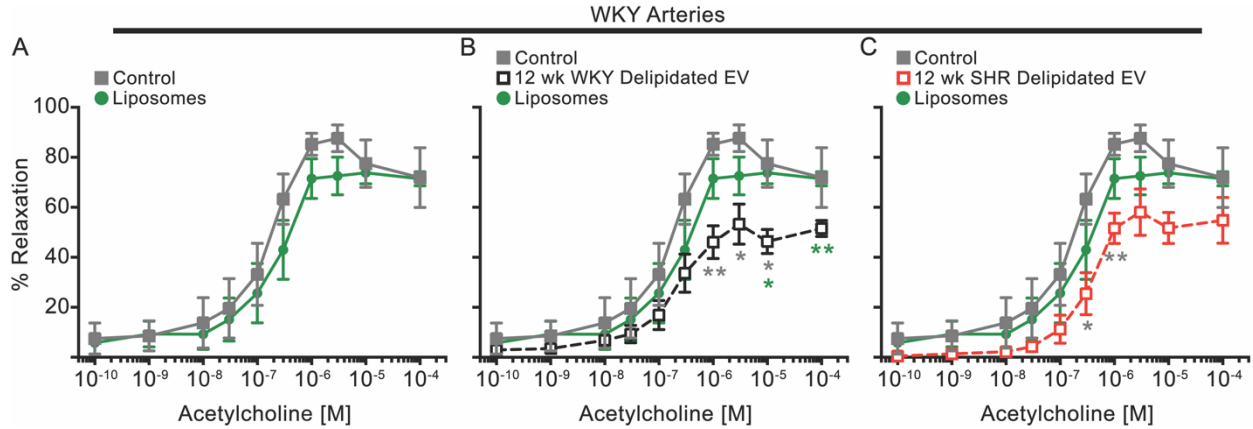 WKY Arteries
A
Control
Liposomes
% Relaxation
100
80
60
40
20
10-10 10-9 10-8 10-7 10-6 10-5 10-4
Acetylcholine [M]
B
Control
12 wk WKY Delipidated EV
Liposomes
** * * **
*
10-10 10-9 10-8 10-7 10-6 10-5 10-4
Acetylcholine [M]
C
Control
12 wk SHR Delipidated EV
Liposomes
**
*
10-10 10-9 10-8 10-7 10-6 10-5 10-4
Acetylcholine [M]